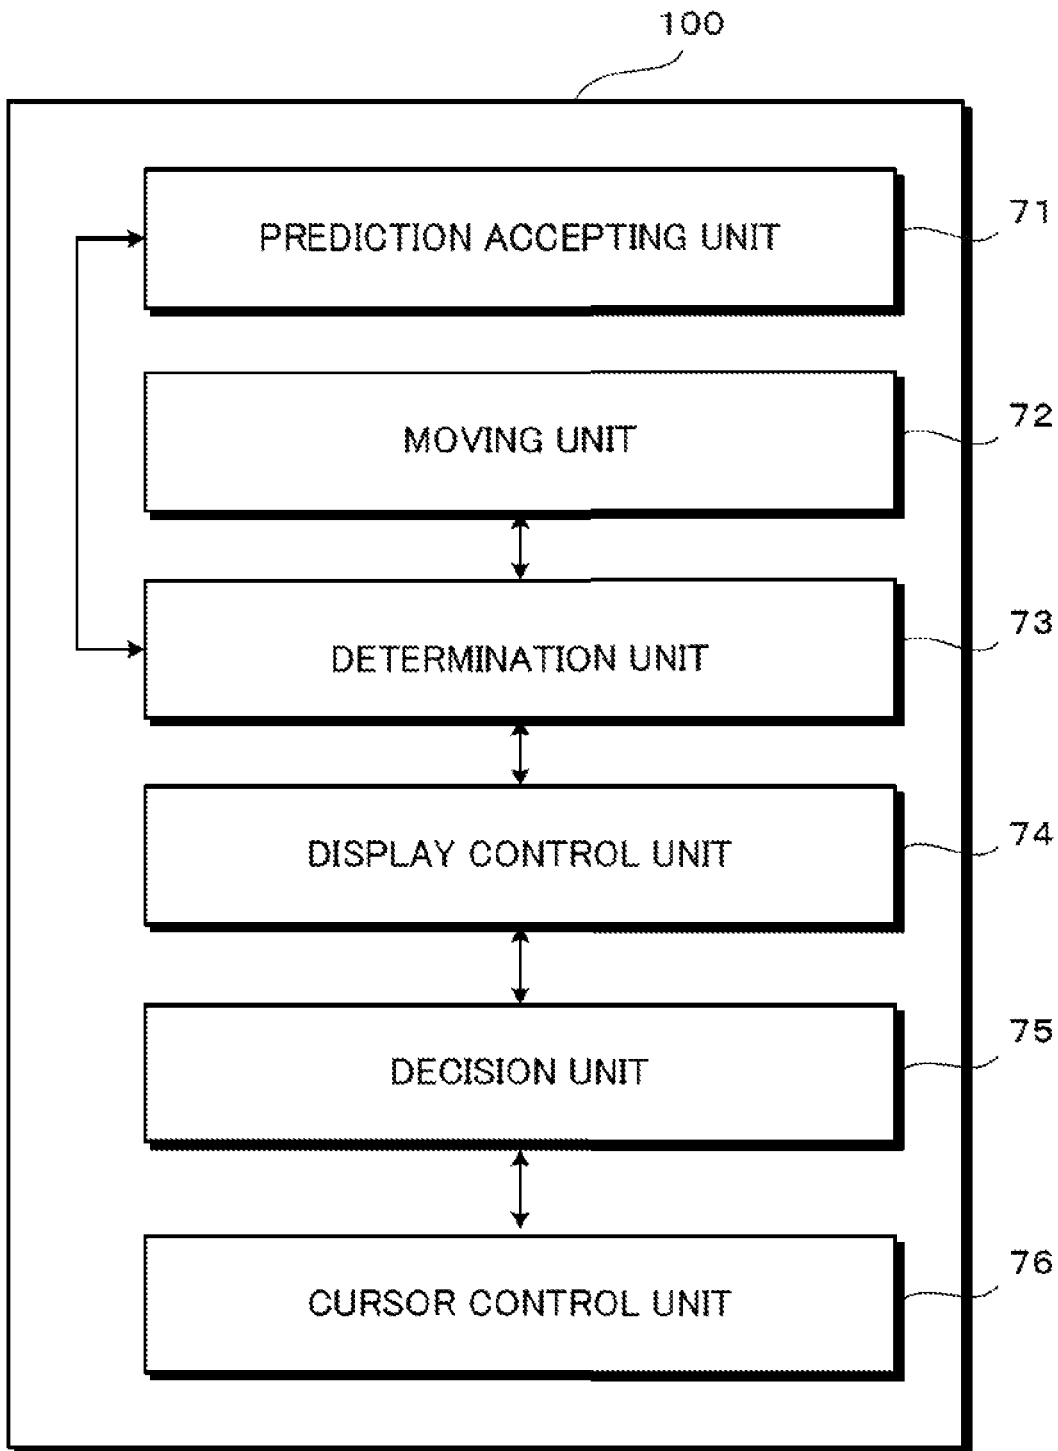 100
PREDICTION ACCEPTING UNIT
71
MOVING UNIT
72
DETERMINATION UNIT
73
DISPLAY CONTROL UNIT
74
DECISION UNIT
75
CURSOR CONTROL UNIT
76